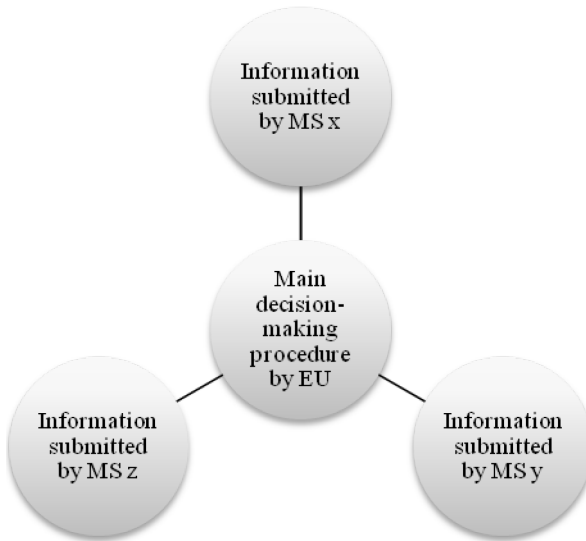 Information
submitted
by MS x
Main
decision-
making
procedure
by EU
Information
submitted
by MS z
Information
submitted
by MS y